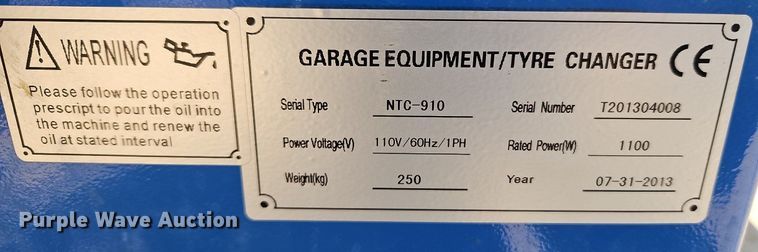 WARNING
Please follow the operation
prescript to pour the oil into
the machine and renew the
oil at stated interval
GARAGE EQUIPMENT/TYRE CHANGER CE
Serial Type NTC-910 Serial Number T201304008
Power Voltage(V) 110V/60Hz/1PH Rated Power(W) 1100
Weight(kg) 250 Year 07-31-2013
Purple Wave Auction